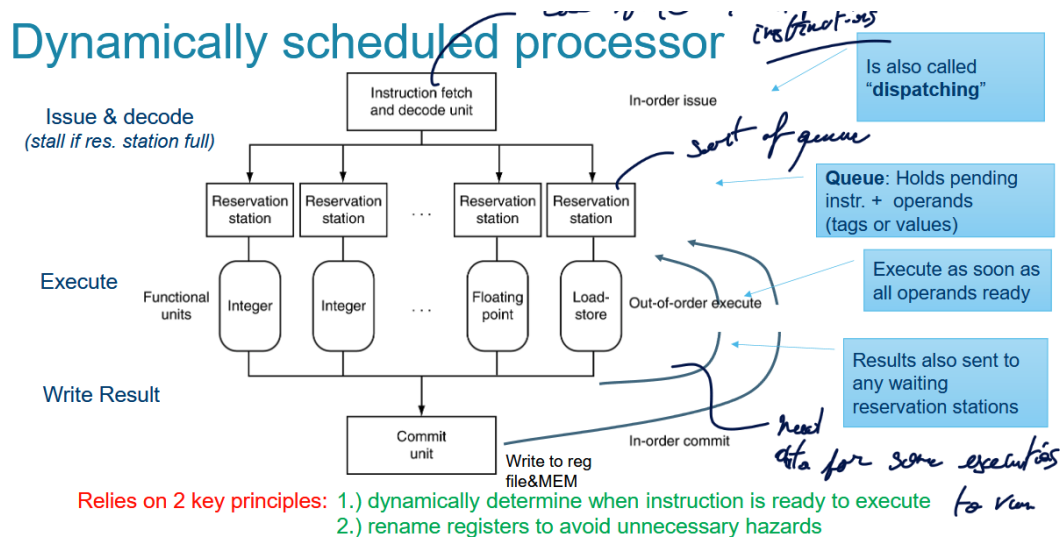 instructions
Dynamically scheduled processor
Is also called
“dispatching”
Instruction fetch
and decode unit
In-order issue
Issue & decode
(stall if res. station full)
sort of queue
Queue: Holds pending
instr. + operands
(tags or values)
Reservation
station
Reservation
station
. . .
Reservation
station
Reservation
station
Execute
Functional
units
Integer
Integer
. . .
Floating
point
Load-
store
Out-of-order execute
Execute as soon as
all operands ready
Results also sent to
any waiting
reservation stations
Write Result
Commit
unit
In-order commit
Write to reg
file&MEM
need
data for some executions
to run
Relies on 2 key principles: 1.) dynamically determine when instruction is ready to execute
2.) rename registers to avoid unnecessary hazards